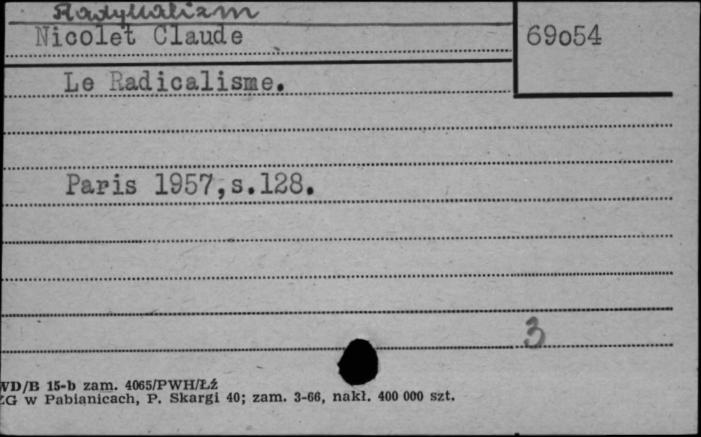 Radykalizm
Nicolet Claude
69o54
Le Radicalisme.
Paris 1957,s.128.
3
WD/B 15-b zam. 4065/PWH/Łź
ZG w Pabianicach, P. Skargi 40; zam. 3-66, nakł. 400 000 szt.